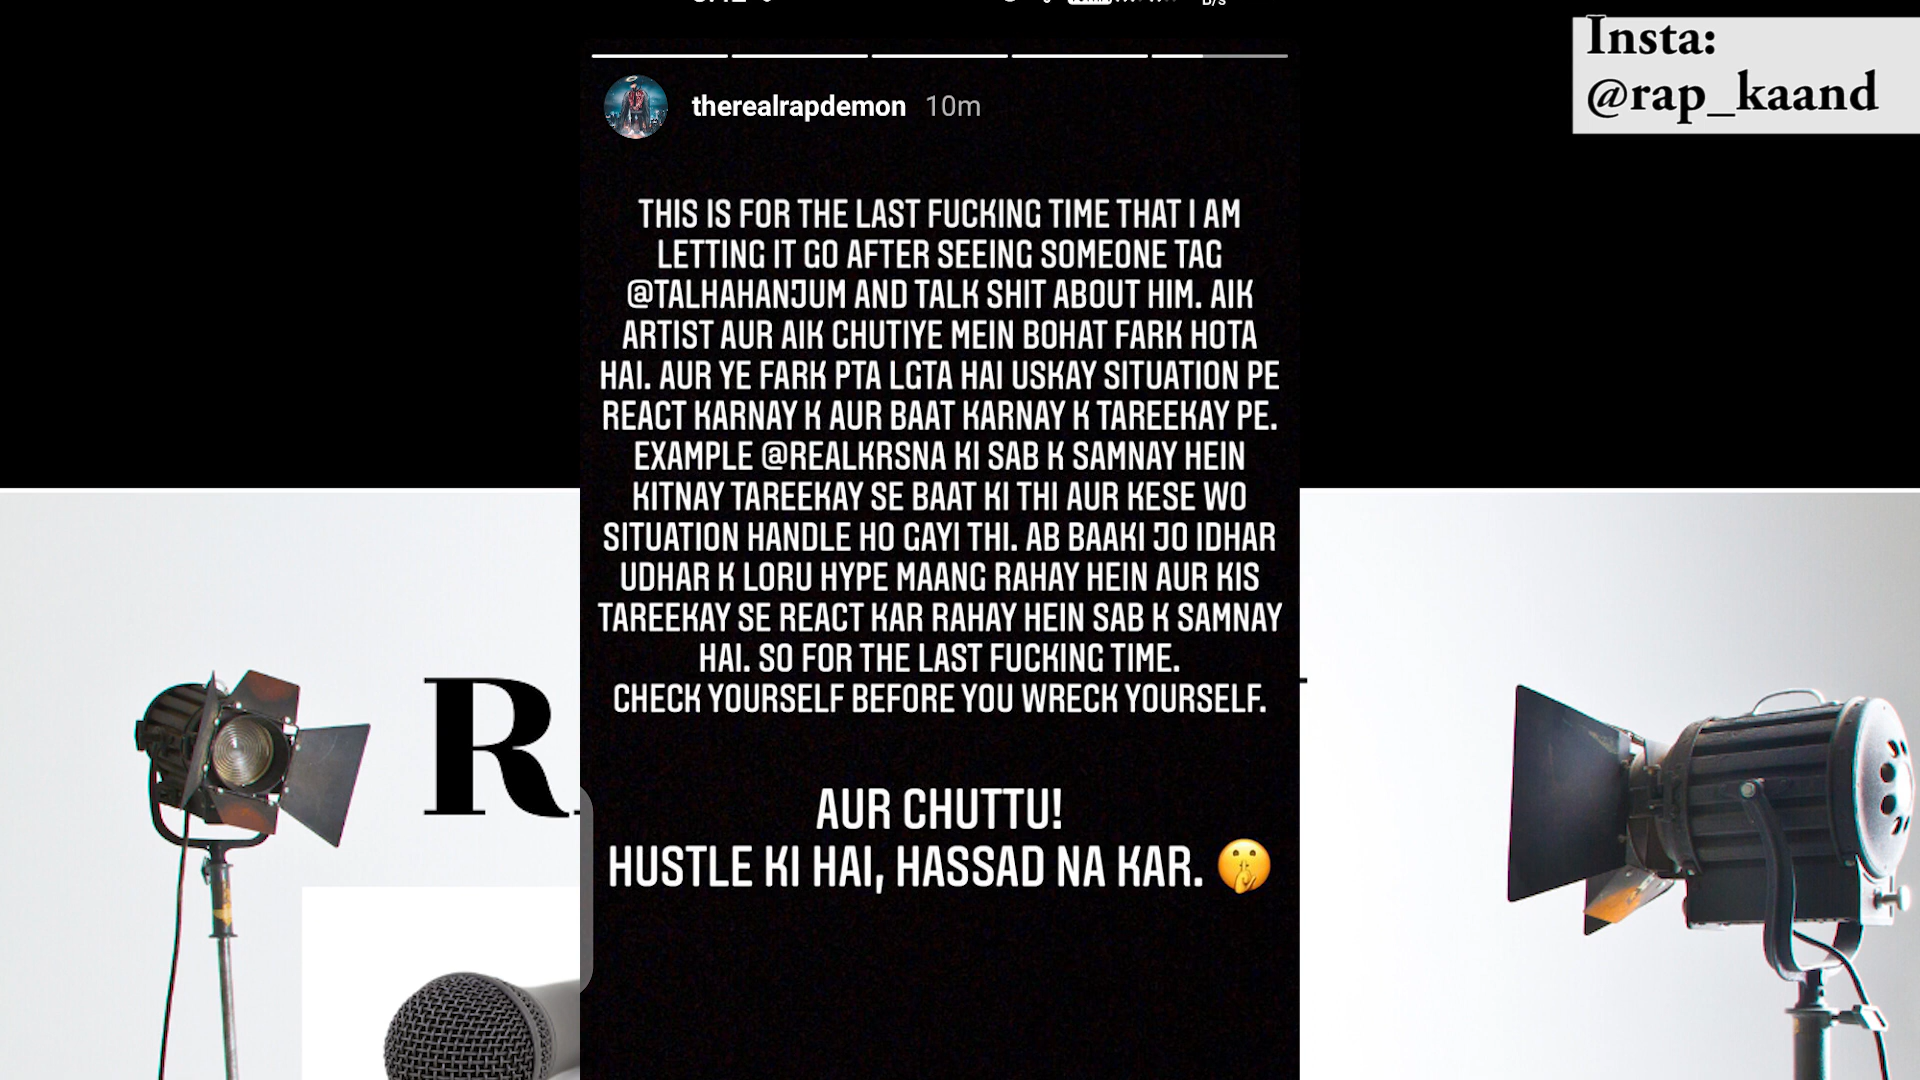 Insta:
@rap_kaand
therealrapdemon 10m
THIS IS FOR THE LAST FUCKING TIME THAT I AM
LETTING IT GO AFTER SEEING SOMEONE TAG
@TALHAHANJUM AND TALK SHIT ABOUT HIM. AIK
ARTIST AUR AIK CHUTIYE MEIN BOHAT FARK HOTA
HAI. AUR YE FARK PTA LGTA HAI USKAY SITUATION PE
REACT KARNAY K AUR BAAT KARNAY K TAREEKAY PE.
EXAMPLE @REALKRSNA KI SAB K SAMNAY HEIN
KITNAY TAREEKAY SE BAAT KI THI AUR KESE WO
SITUATION HANDLE HO GAYI THI. AB BAAKI JO IDHAR
UDHAR K LORU HYPE MAANG RAHAY HEIN AUR KIS
TAREEKAY SE REACT KAR RAHAY HEIN SAB K SAMNAY
HAI. SO FOR THE LAST FUCKING TIME.
CHECK YOURSELF BEFORE YOU WRECK YOURSELF.
AUR CHUTTU!
HUSTLE KI HAI, HASSAD NA KAR. 🤫